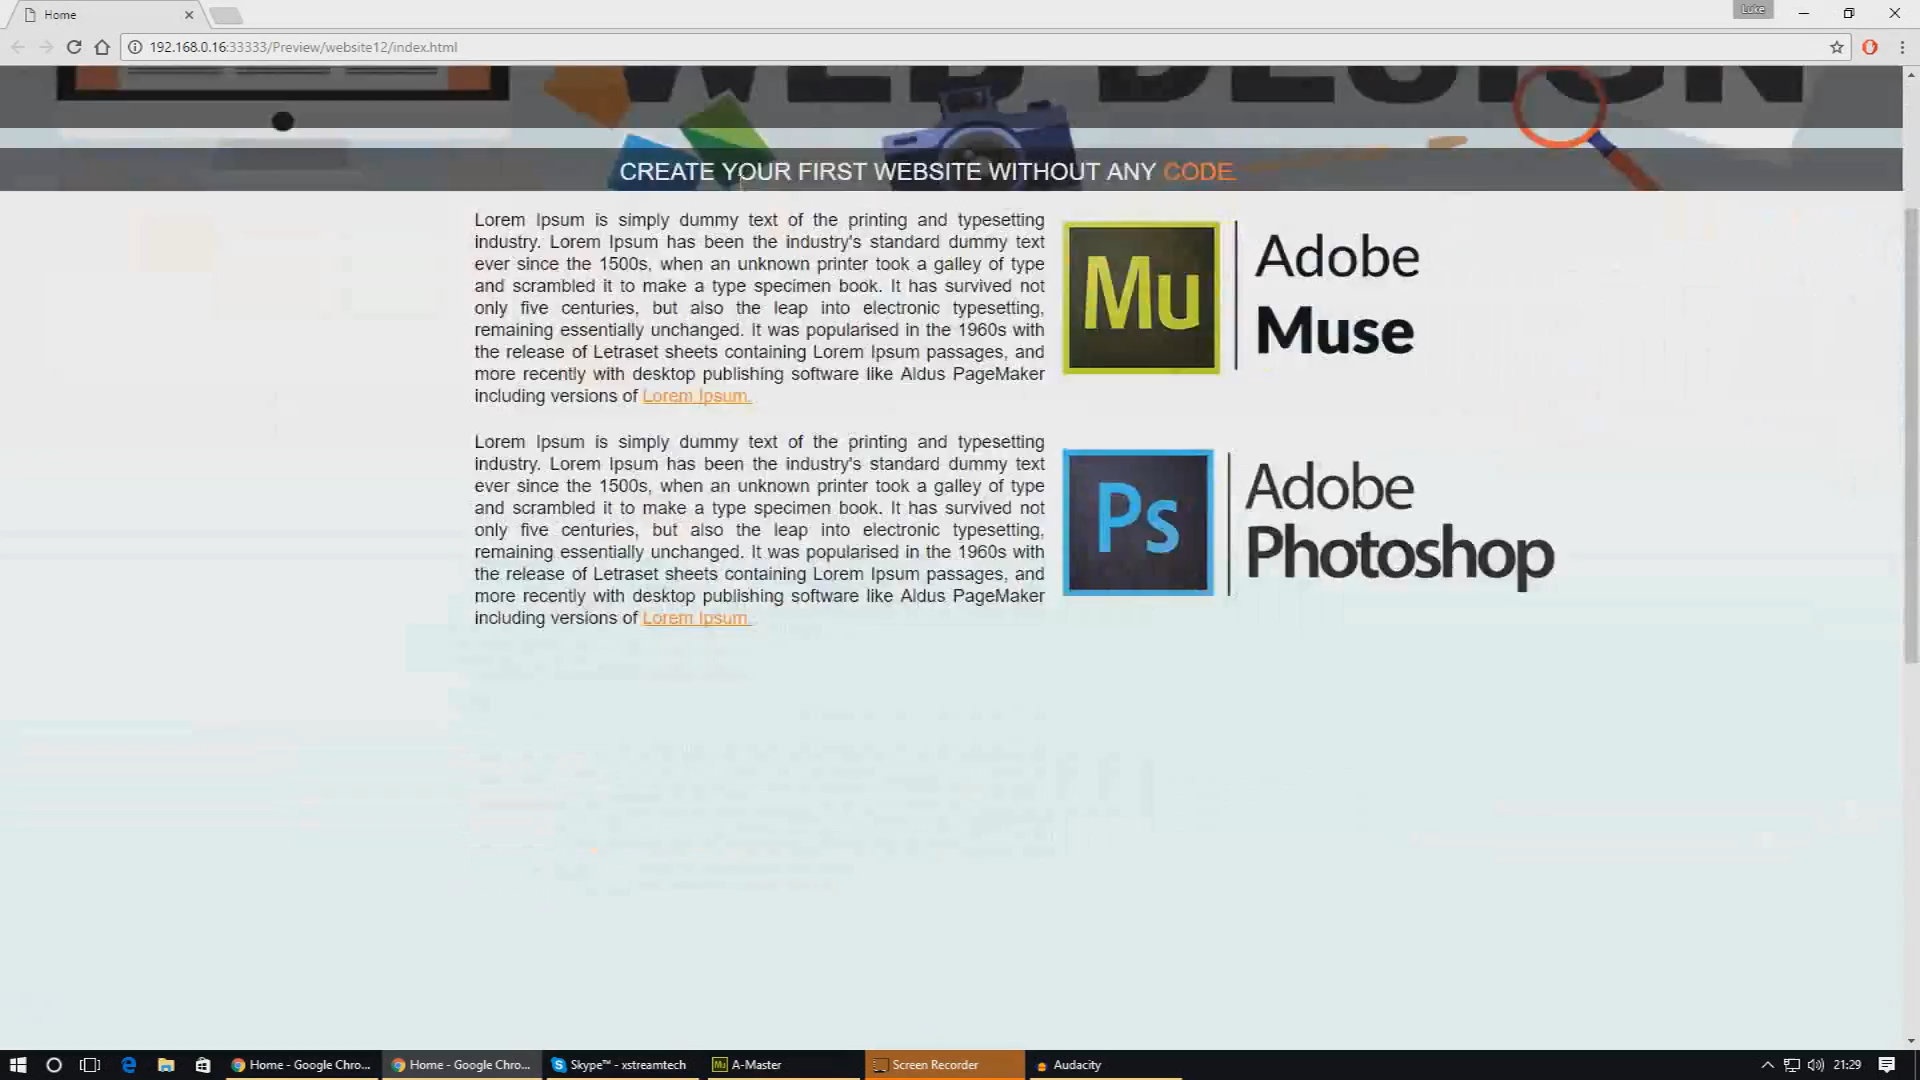 Home
Luke
192.168.0.16:33333/Preview/website12/index.html
WEB DESIGN
CREATE YOUR FIRST WEBSITE WITHOUT ANY CODE.
Lorem Ipsum is simply dummy text of the printing and typesetting
industry. Lorem Ipsum has been the industry's standard dummy text
ever since the 1500s, when an unknown printer took a galley of type
and scrambled it to make a type specimen book. It has survived not
only five centuries, but also the leap into electronic typesetting,
remaining essentially unchanged. It was popularised in the 1960s with
the release of Letraset sheets containing Lorem Ipsum passages, and
more recently with desktop publishing software like Aldus PageMaker
including versions of Lorem Ipsum.
Mu
Adobe
Muse
Lorem Ipsum is simply dummy text of the printing and typesetting
industry. Lorem Ipsum has been the industry's standard dummy text
ever since the 1500s, when an unknown printer took a galley of type
and scrambled it to make a type specimen book. It has survived not
only five centuries, but also the leap into electronic typesetting,
remaining essentially unchanged. It was popularised in the 1960s with
the release of Letraset sheets containing Lorem Ipsum passages, and
more recently with desktop publishing software like Aldus PageMaker
including versions of Lorem Ipsum.
Ps
Adobe
Photoshop
Home - Google Chro... Home - Google Chro... Skype™ - xstreamtech Mu A-Master Screen Recorder Audacity 21:29